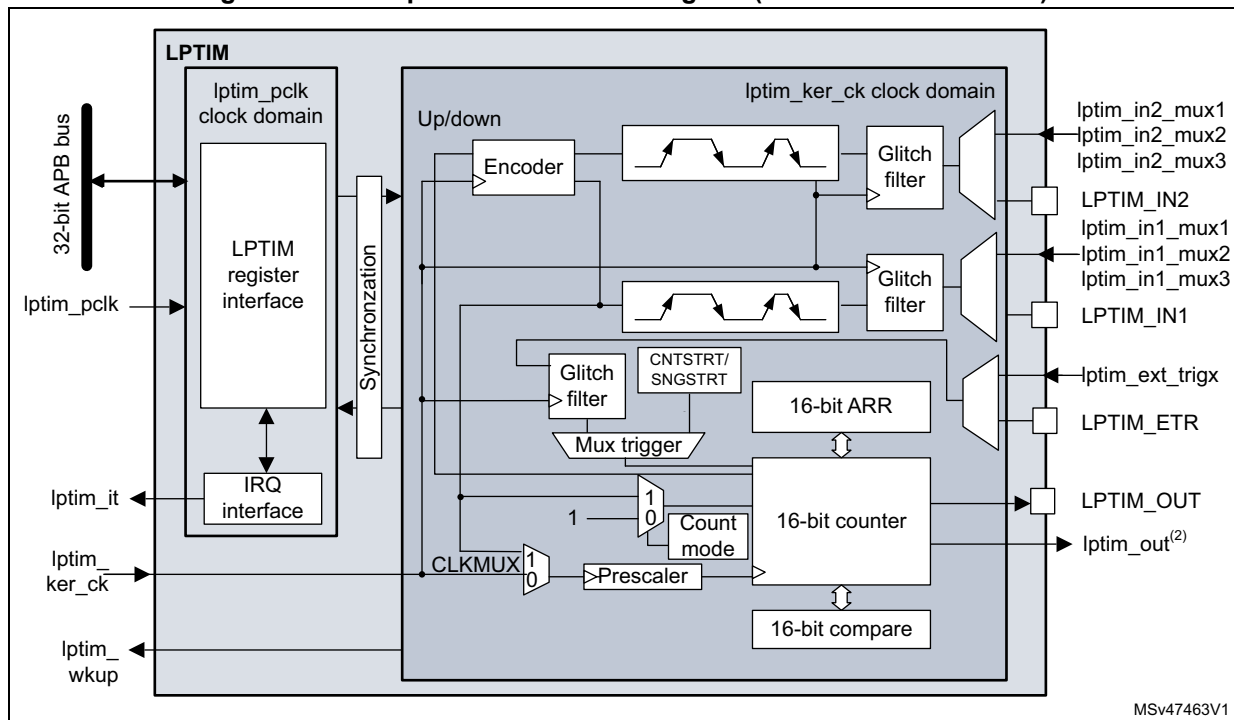 LPTIM
lptim_pclk
clock domain
lptim_ker_ck clock domain
Up/down
32-bit APB bus
LPTIM
register
interface
Synchronzation
Encoder
Glitch
filter
lptim_in2_mux1
lptim_in2_mux2
lptim_in2_mux3
LPTIM_IN2
lptim_in1_mux1
lptim_in1_mux2
lptim_in1_mux3
Glitch
filter
LPTIM_IN1
lptim_pclk
Glitch
filter
CNTSTRT/
SNGSTRT
lptim_ext_trigx
16-bit ARR
LPTIM_ETR
Mux trigger
lptim_it
IRQ
interface
1
1
0
Count
mode
16-bit counter
LPTIM_OUT
lptim_out(2)
lptim_
ker_ck
CLKMUX
1
0
Prescaler
16-bit compare
lptim_
wkup
MSv47463V1